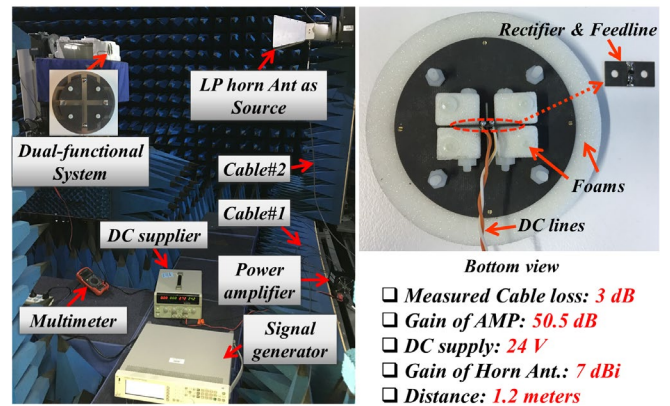 LP horn Ant as
Source
Dual-functional
System
Cable#2
Cable#1
DC supplier
Power
amplifier
Multimeter
Signal
generator
Rectifier & Feedline
Foams
DC lines
Bottom view
❑ Measured Cable loss: 3 dB
❑ Gain of AMP: 50.5 dB
❑ DC supply: 24 V
❑ Gain of Horn Ant.: 7 dBi
❑ Distance: 1.2 meters